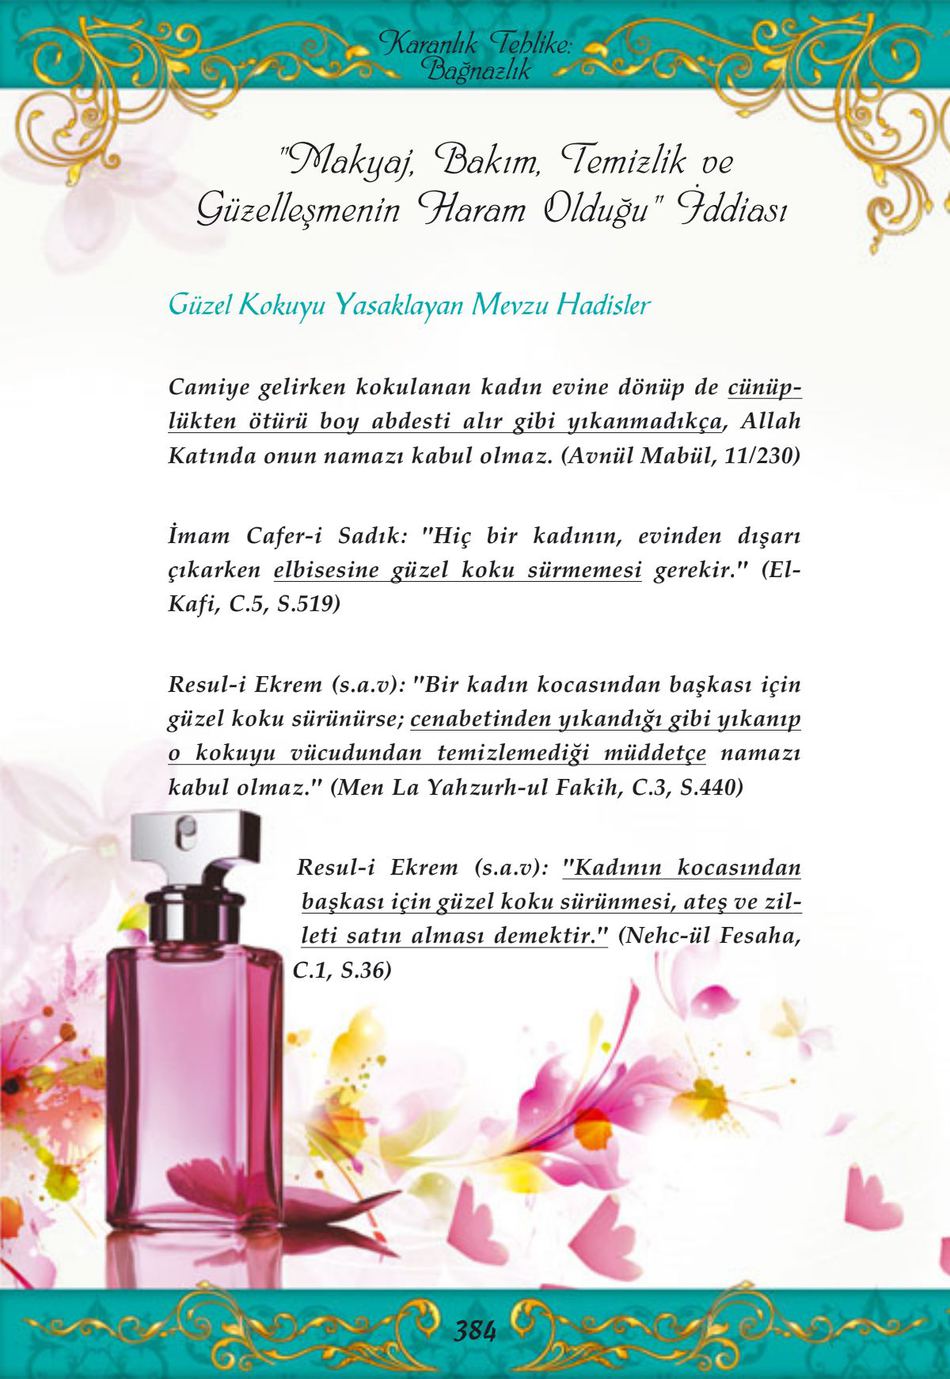 Karanlık Tehlike:
Bağnazlık
"Makyaj, Bakım, Temizlik ve
Güzelleşmenin Haram Olduğu" İddiası
Güzel Kokuyu Yasaklayan Mevzu Hadisler
Camiye gelirken kokulanan kadın evine dönüp de cünüp-
lükten ötürü boy abdesti alır gibi yıkanmadıkça, Allah
Katında onun namazı kabul olmaz. (Avnül Mabül, 11/230)
İmam Cafer-i Sadık: "Hiç bir kadının, evinden dışarı
çıkarken elbisesine güzel koku sürmemesi gerekir." (El-
Kafi, C.5, S.519)
Resul-i Ekrem (s.a.v): "Bir kadın kocasından başkası için
güzel koku sürünürse; cenabetinden yıkandığı gibi yıkanıp
o kokuyu vücudundan temizlemediği müddetçe namazı
kabul olmaz." (Men La Yahzurh-ul Fakih, C.3, S.440)
Resul-i Ekrem (s.a.v): "Kadının kocasından
başkası için güzel koku sürünmesi, ateş ve zil-
leti satın alması demektir." (Nehc-ül Fesaha,
C.1, S.36)
384